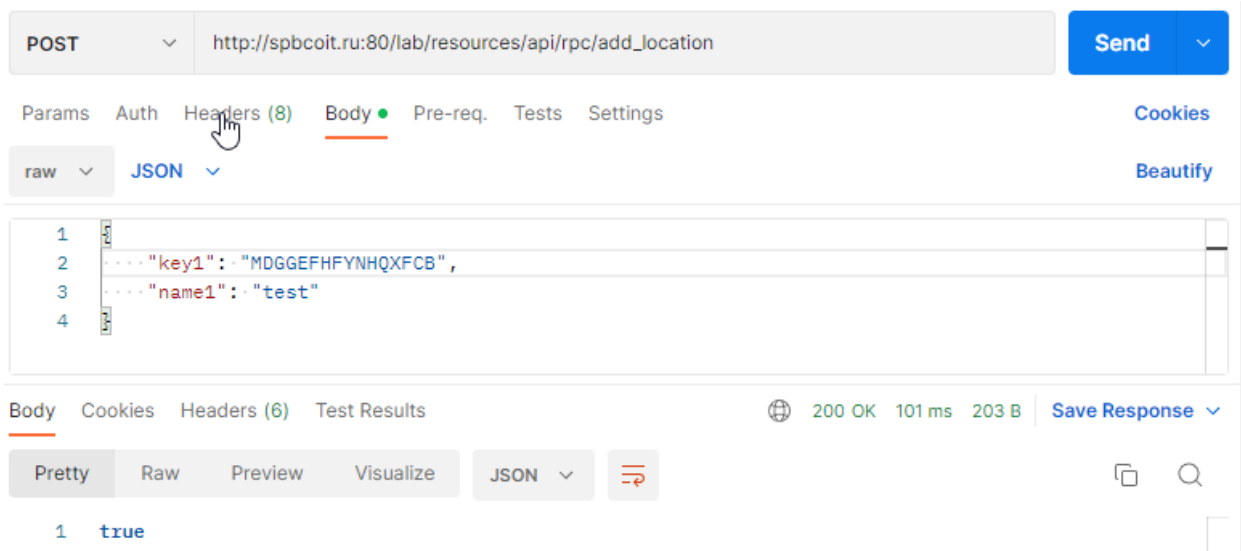 POST http://spbcoit.ru:80/lab/resources/api/rpc/add_location Send
Params Auth Headers (8) Body Pre-req. Tests Settings Cookies
raw JSON Beautify
1 {
2 "key1": "MDGGEFHFYNHQXFCB",
3 "name1": "test"
4 }
Body Cookies Headers (6) Test Results 200 OK 101 ms 203 B Save Response
Pretty Raw Preview Visualize JSON
1 true